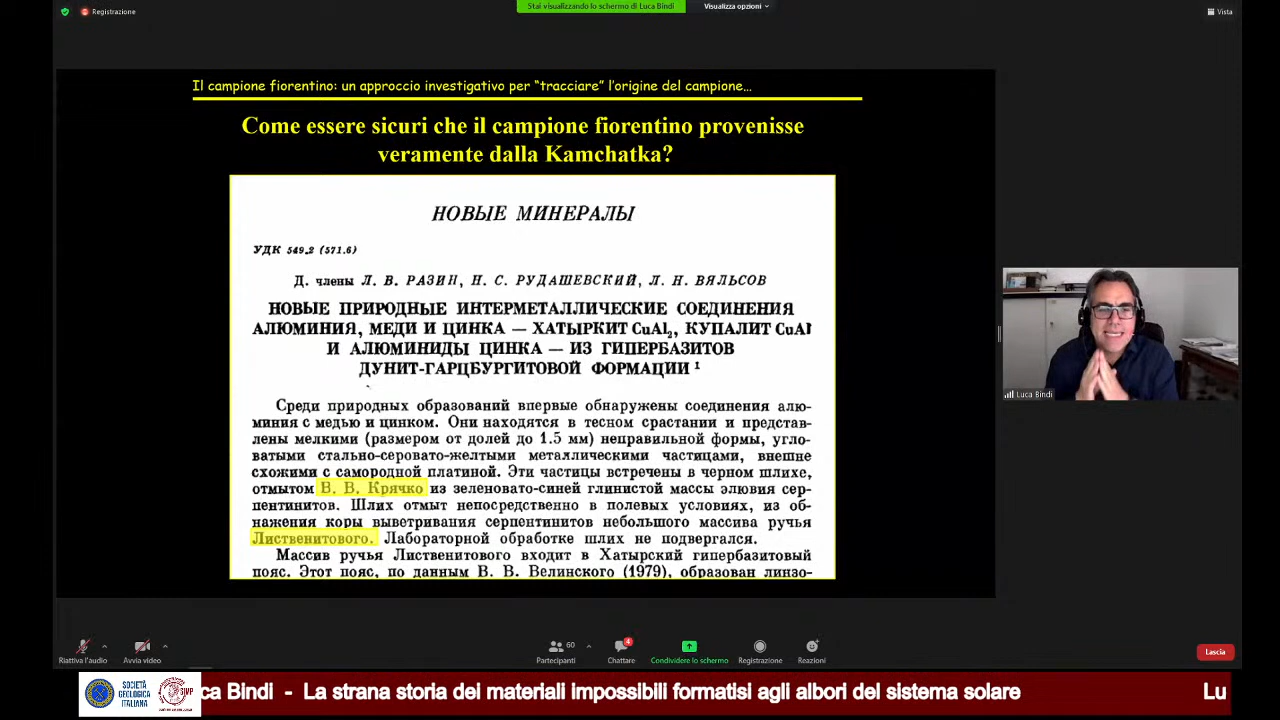 Registrazione
Stai visualizzando lo schermo di Luca Bindi
Visualizza opzioni
Vista
Il campione fiorentino: un approccio investigativo per “tracciare” l’origine del campione…
Come essere sicuri che il campione fiorentino provenisse
veramente dalla Kamchatka?
НОВЫЕ МИНЕРАЛЫ
УДК 549.2 (571.6)
Д. члены Л. В. РАЗИН, Н. С. РУДАШЕВСКИЙ, Л. Н. ВЯЛЬСОВ
НОВЫЕ ПРИРОДНЫЕ ИНТЕРМЕТАЛЛИЧЕСКИЕ СОЕДИНЕНИЯ
АЛЮМИНИЯ, МЕДИ И ЦИНКА — ХАТЫРКИТ CuAl₂, КУПАЛИТ CuAl
И АЛЮМИНИДЫ ЦИНКА — ИЗ ГИПЕРБАЗИТОВ
ДУНИТ-ГАРЦБУРГИТОВОЙ ФОРМАЦИИ ¹
Среди природных образований впервые обнаружены соединения алю-
миния с медью и цинком. Они находятся в тесном срастании и представ-
лены мелкими (размером от долей до 1.5 мм) неправильной формы, угло-
ватыми стально-серовато-желтыми металлическими частицами, внешне
схожими с самородной платиной. Эти частицы встречены в черном шлихе,
отмытом В. В. Крячко из зеленовато-синей глинистой массы элювия сер-
пентинитов. Шлих отмыт непосредственно в полевых условиях, из об-
нажения коры выветривания серпентинитов небольшого массива ручья
Лиственитового. Лабораторной обработке шлих не подвергался.
Массив ручья Лиственитового входит в Хатырский гипербазитовый
пояс. Этот пояс, по данным В. В. Велинского (1979), образован линзо-
Luca Bindi
Riattiva l'audio
Avvia video
60
Partecipanti
4
Chattare
Condividere lo schermo
Registrazione
Reazioni
Lascia
SOCIETÀ
GEOLOGICA
ITALIANA
ca Bindi - La strana storia dei materiali impossibili formatisi agli albori del sistema solare
Lu